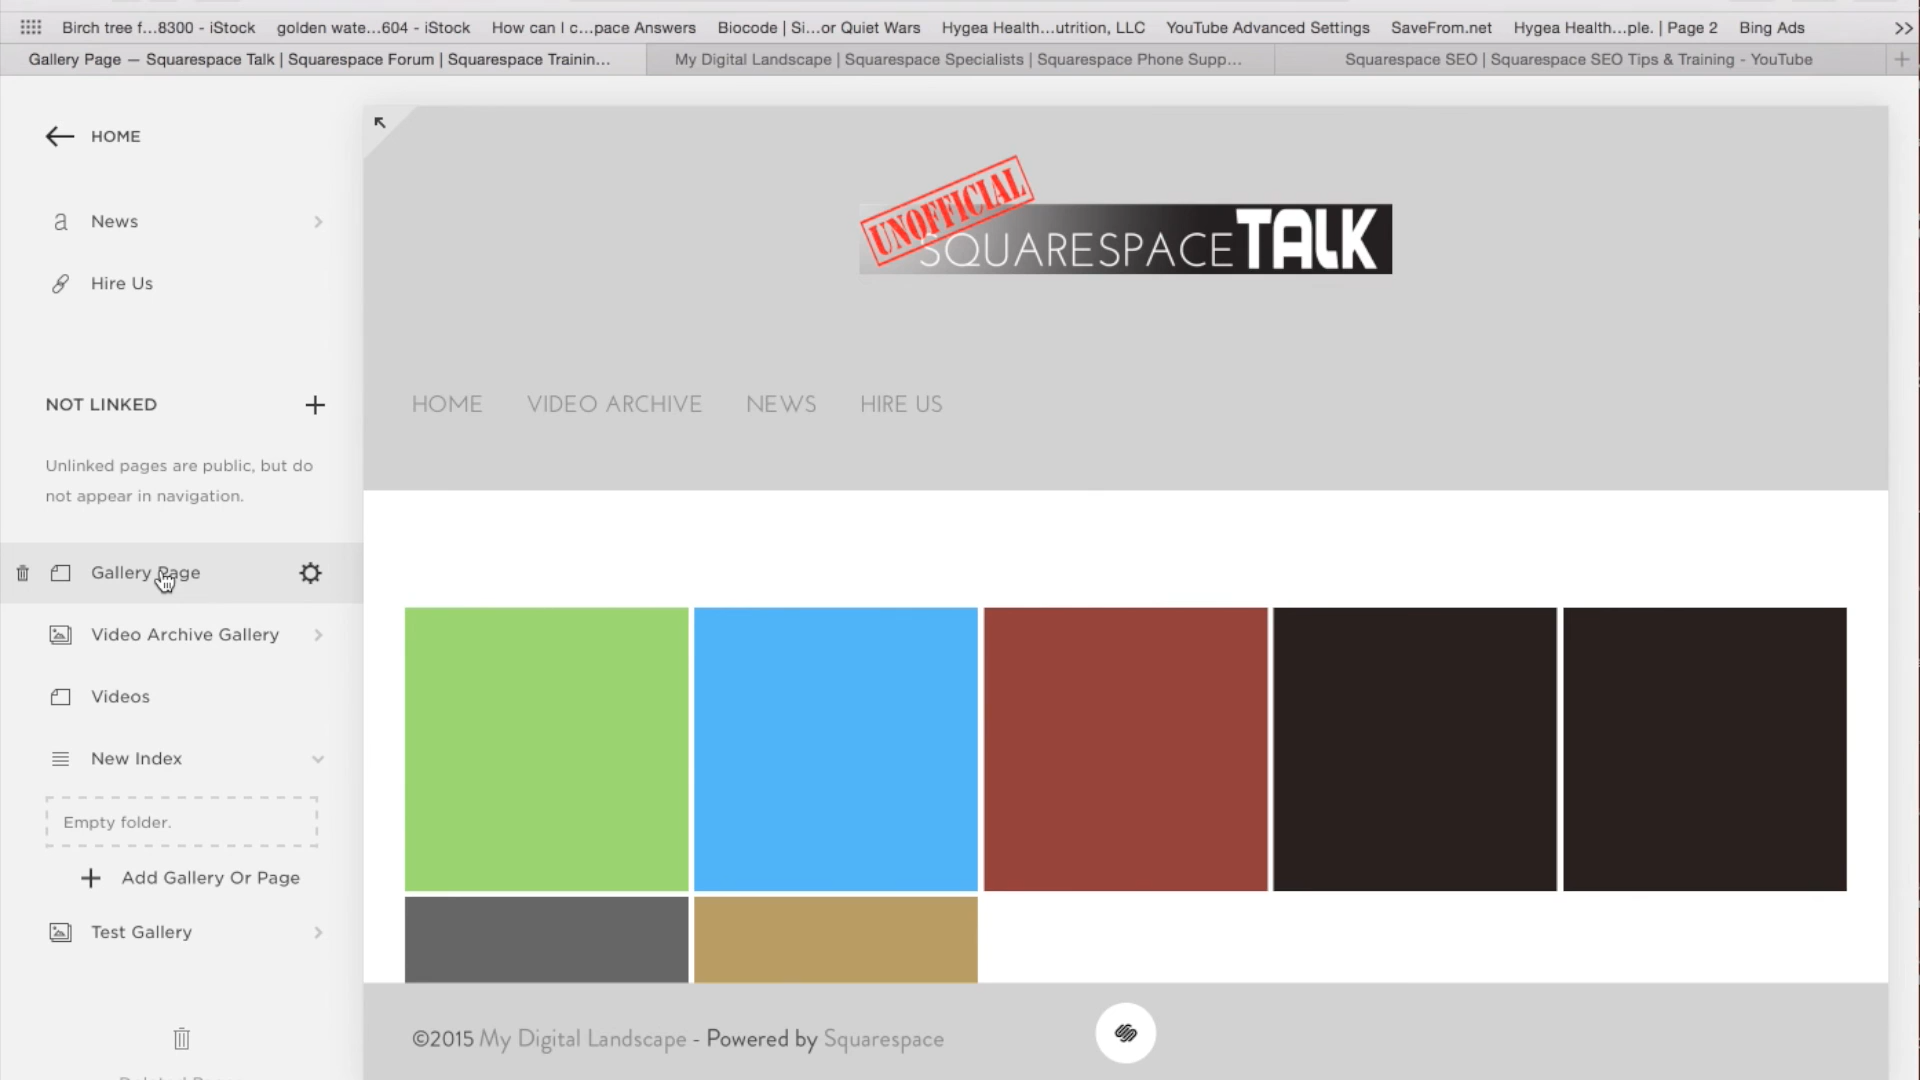 Birch tree f...8300 - iStock
golden wate...604 - iStock
How can I c...pace Answers
Biocode | Si...or Quiet Wars
Hygea Health...utrition, LLC
YouTube Advanced Settings
SaveFrom.net
Hygea Health...ple. | Page 2
Bing Ads
Gallery Page — Squarespace Talk | Squarespace Forum | Squarespace Trainin...
My Digital Landscape | Squarespace Specialists | Squarespace Phone Supp...
Squarespace SEO | Squarespace SEO Tips & Training - YouTube
HOME
News
Hire Us
NOT LINKED
Unlinked pages are public, but do
not appear in navigation.
Gallery Page
Video Archive Gallery
Videos
New Index
Empty folder.
Add Gallery Or Page
Test Gallery
UNOFFICIAL
SQUARESPACETALK
HOME
VIDEO ARCHIVE
NEWS
HIRE US
©2015 My Digital Landscape - Powered by Squarespace